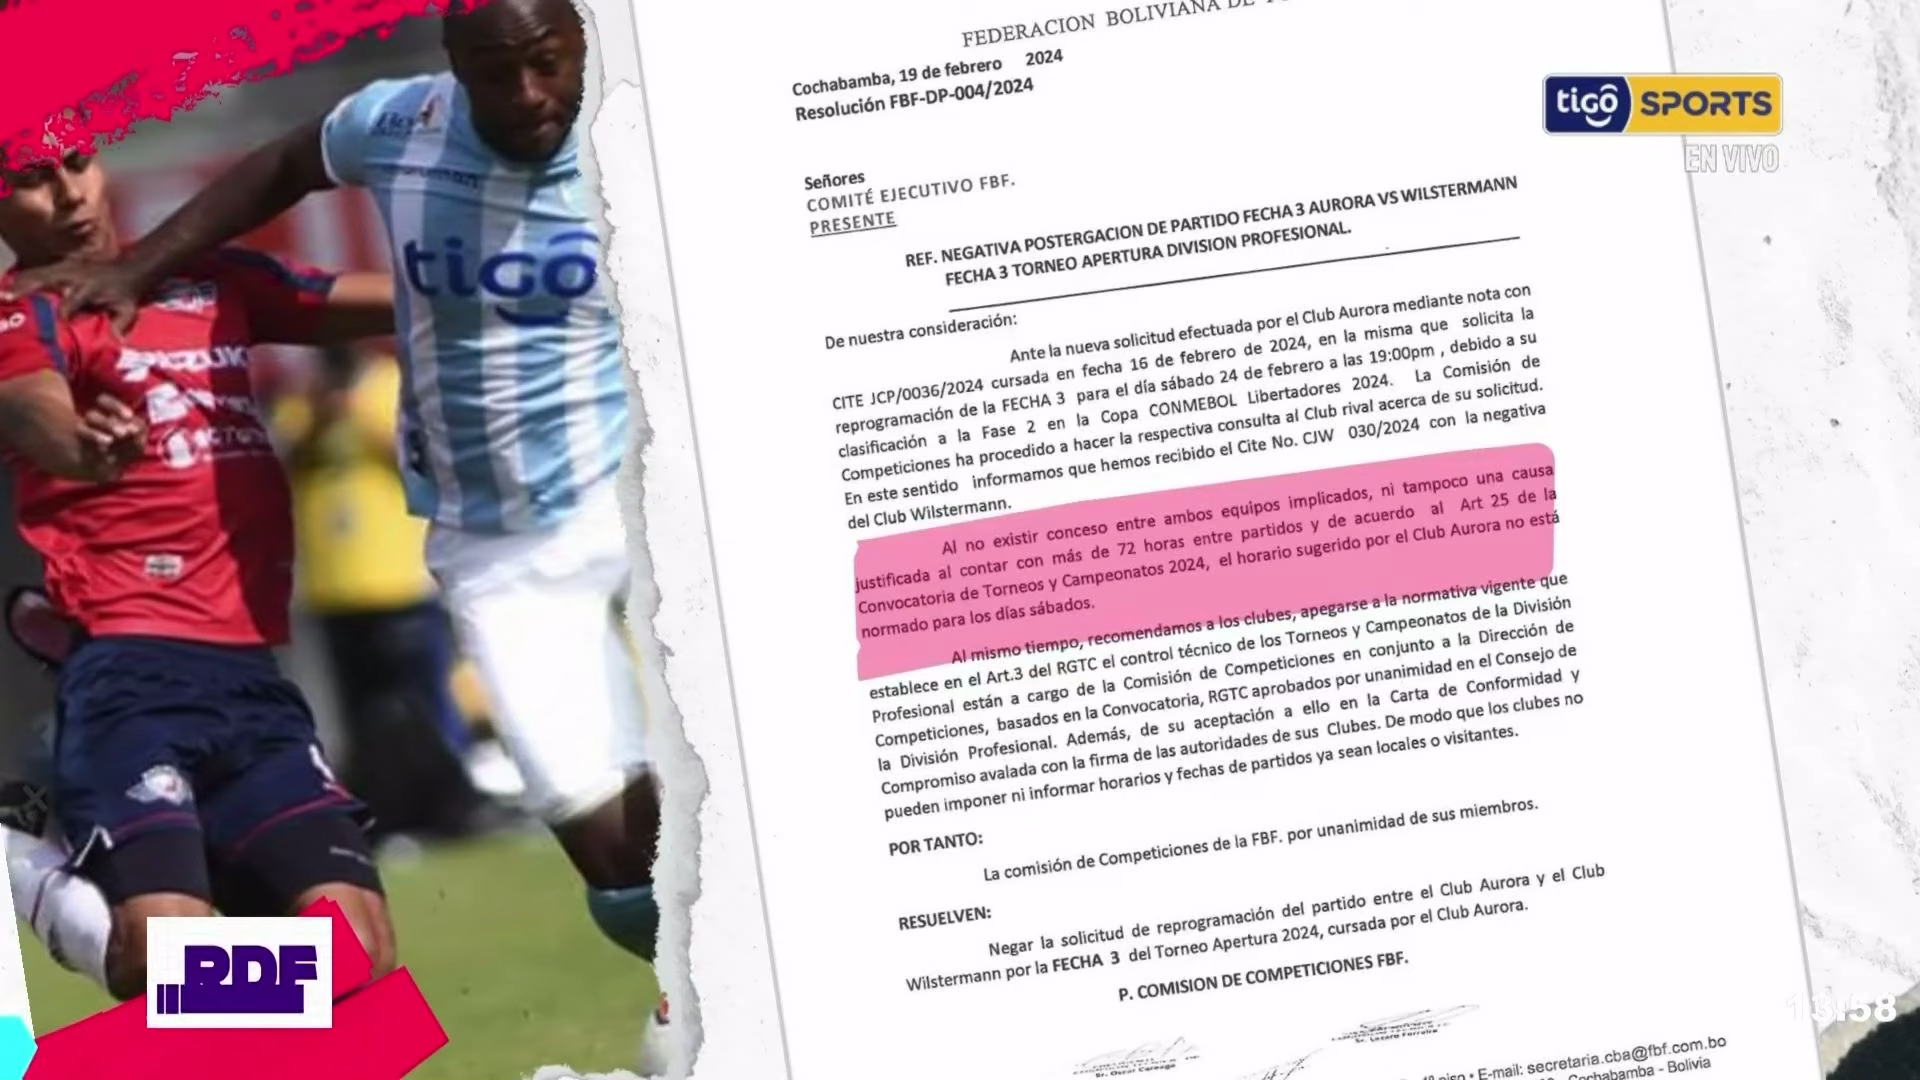 FEDERACION BOLIVIANA DE
Cochabamba, 19 de febrero 2024
Resolución FBF-DP-004/2024
tigo SPORTS
EN VIVO
Señores
COMITÉ EJECUTIVO FBF.
PRESENTE
REF. NEGATIVA POSTERGACION DE PARTIDO FECHA 3 AURORA VS WILSTERMANN
FECHA 3 TORNEO APERTURA DIVISION PROFESIONAL.
De nuestra consideración:
Ante la nueva solicitud efectuada por el Club Aurora mediante nota con
CITE JCP/0036/2024 cursada en fecha 16 de febrero de 2024, en la misma que solicita la
reprogramación de la FECHA 3 para el día sábado 24 de febrero a las 19:00pm , debido a su
clasificación a la Fase 2 en la Copa CONMEBOL Libertadores 2024. La Comisión de
Competiciones ha procedido a hacer la respectiva consulta al Club rival acerca de su solicitud.
En este sentido informamos que hemos recibido el Cite No. CJW 030/2024 con la negativa
del Club Wilstermann.
Al no existir conceso entre ambos equipos implicados, ni tampoco una causa
justificada al contar con más de 72 horas entre partidos y de acuerdo al Art 25 de la
Convocatoria de Torneos y Campeonatos 2024, el horario sugerido por el Club Aurora no está
normado para los días sábados.
Al mismo tiempo, recomendamos a los clubes, apegarse a la normativa vigente que
establece en el Art.3 del RGTC el control técnico de los Torneos y Campeonatos de la División
Profesional están a cargo de la Comisión de Competiciones en conjunto a la Dirección de
Competiciones, basados en la Convocatoria, RGTC aprobados por unanimidad en el Consejo de
la División Profesional. Además, de su aceptación a ello en la Carta de Conformidad y
Compromiso avalada con la firma de las autoridades de sus Clubes. De modo que los clubes no
pueden imponer ni informar horarios y fechas de partidos ya sean locales o visitantes.
POR TANTO:
La comisión de Competiciones de la FBF. por unanimidad de sus miembros.
RESUELVEN:
Negar la solicitud de reprogramación del partido entre el Club Aurora y el Club
Wilstermann por la FECHA 3 del Torneo Apertura 2024, cursada por el Club Aurora.
P. COMISION DE COMPETICIONES FBF.
Sr. Lazaro Ferreira
Sr. Oscar Careaga
piso • E-mail: secretaria.cba@fbf.com.bo
Cochabamba - Bolivia
tigo
RDF
13:58